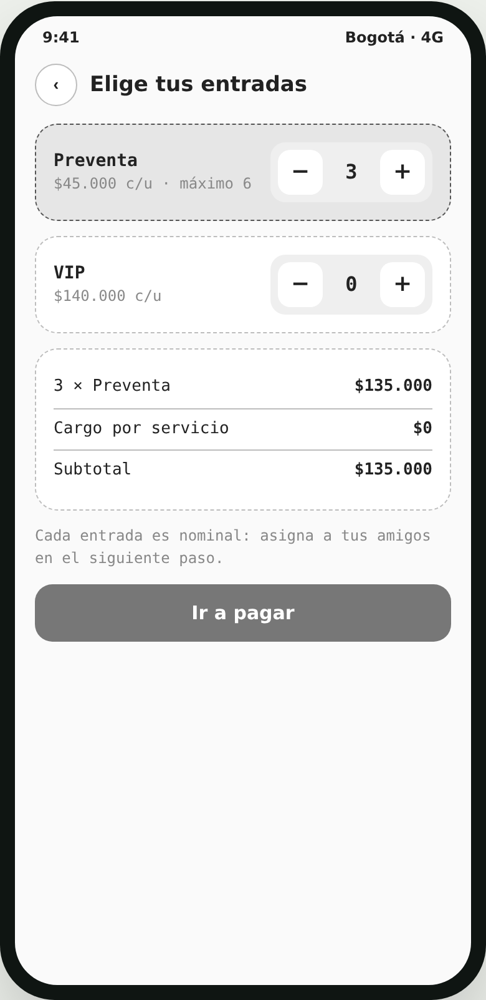 9:41
Bogotá · 4G
‹
Elige tus entradas
Preventa
$45.000 c/u · máximo 6
− 3 +
VIP
$140.000 c/u
− 0 +
3 × Preventa $135.000
Cargo por servicio $0
Subtotal $135.000
Cada entrada es nominal: asigna a tus amigos
en el siguiente paso.
Ir a pagar